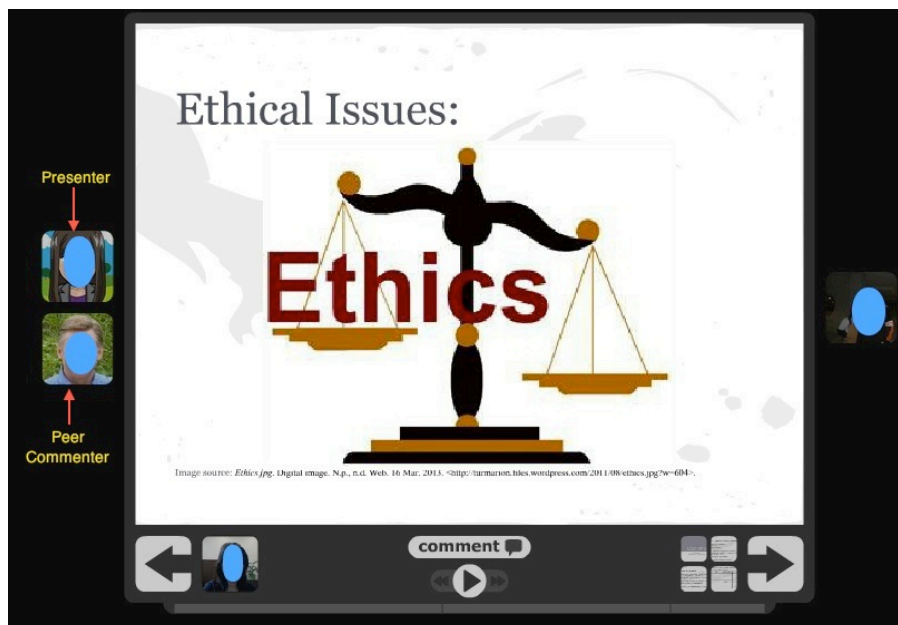 Ethical Issues:
Presenter
Ethics
Peer
Commenter
Image source: Ethics.jpg. Digital image. N.p., n.d. Web. 16 Mar. 2013. <http://turmarion.files.wordpress.com/2011/08/ethics.jpg?w=604>.
comment